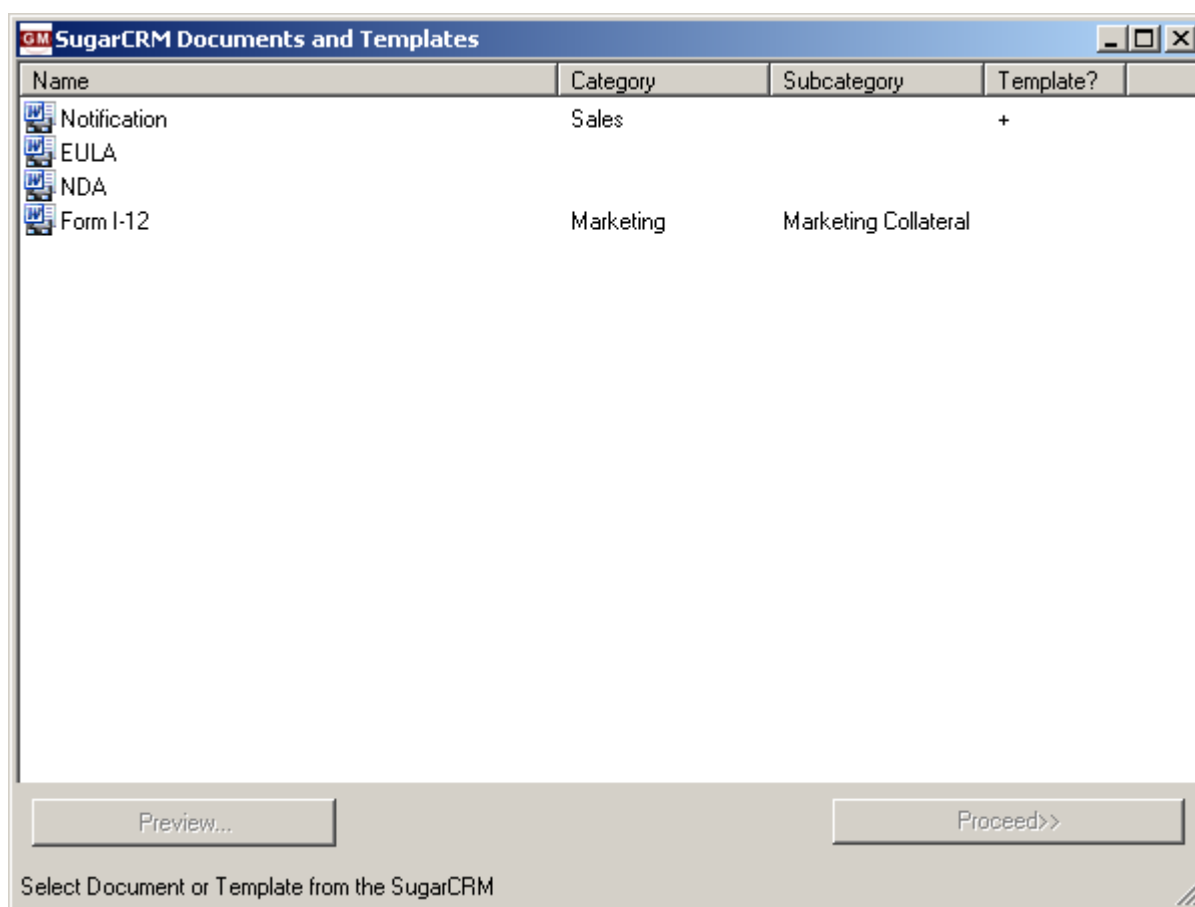 GM SugarCRM Documents and Templates
Name Category Subcategory Template?
Notification Sales +
EULA
NDA
Form I-12 Marketing Marketing Collateral
Preview... Proceed>>
Select Document or Template from the SugarCRM